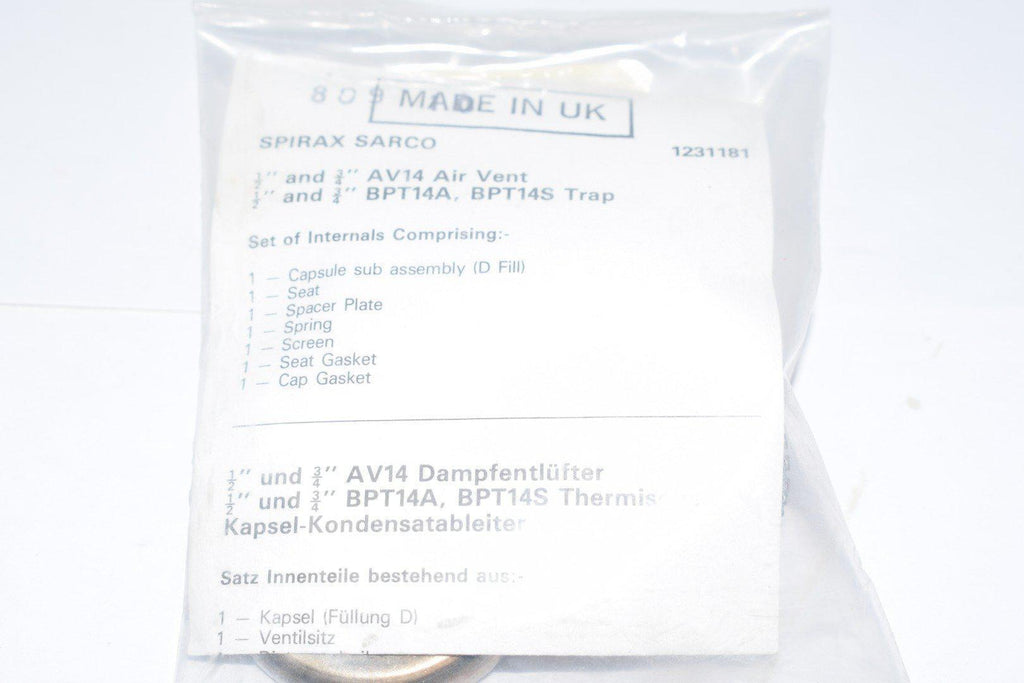 809 MADE IN UK
SPIRAX SARCO
1231181
½" and ¾" AV14 Air Vent
½" and ¾" BPT14A, BPT14S Trap
Set of Internals Comprising:-
1 — Capsule sub assembly (D Fill)
1 — Seat
1 — Spacer Plate
1 — Spring
1 — Screen
1 — Seat Gasket
1 — Cap Gasket
½" und ¾" AV14 Dampfentlüfter
½" und ¾" BPT14A, BPT14S
Kapsel-Kondensatableiter
Satz Innenteile bestehend aus:-
1 — Kapsel (Füllung D)
1 — Ventilsitz